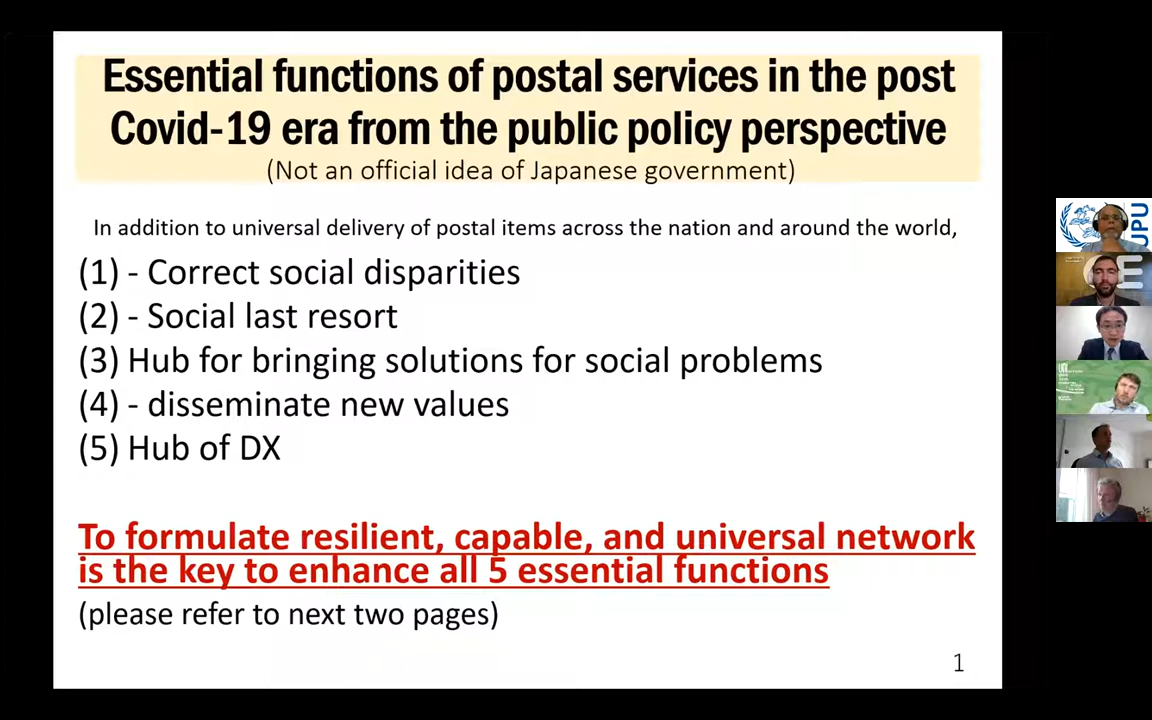 Essential functions of postal services in the post
Covid-19 era from the public policy perspective
(Not an official idea of Japanese government)
In addition to universal delivery of postal items across the nation and around the world,
(1) - Correct social disparities
(2) - Social last resort
(3) Hub for bringing solutions for social problems
(4) - disseminate new values
(5) Hub of DX
To formulate resilient, capable, and universal network
is the key to enhance all 5 essential functions
(please refer to next two pages)
1
UPU